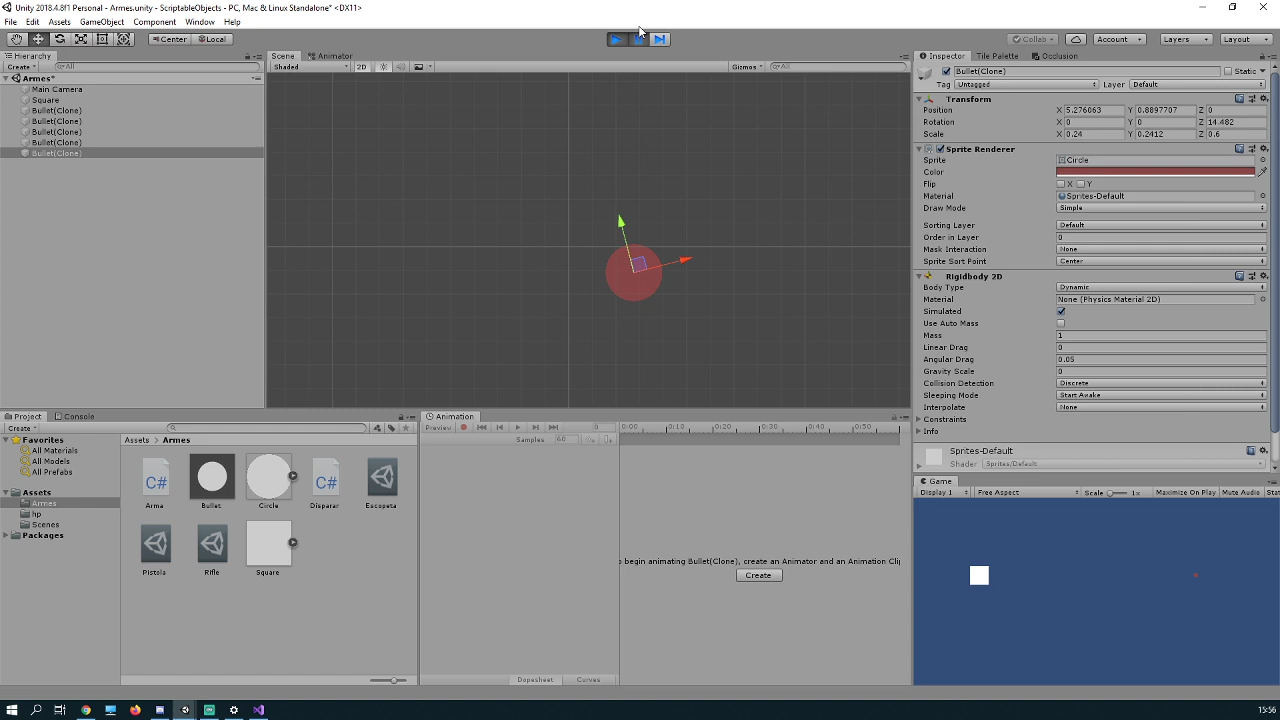 Unity 2018.4.8f1 Personal - Armes.unity - ScriptableObjects - PC, Mac & Linux Standalone* <DX11>
File Edit Assets GameObject Component Window Help
Center Local Collab Account Layers Layout
Hierarchy
Create All
Armes*
Main Camera
Square
Bullet(Clone)
Bullet(Clone)
Bullet(Clone)
Bullet(Clone)
Bullet(Clone)
Scene Animator
Shaded 2D Gizmos All
Inspector Tile Palette Occlusion
Bullet(Clone) Static
Tag Untagged Layer Default
Transform
Position X 5.276063 Y 0.8897707 Z 0
Rotation X 0 Y 0 Z 14.482
Scale X 0.24 Y 0.2412 Z 0.6
Sprite Renderer
Sprite Circle
Color
Flip X Y
Material Sprites-Default
Draw Mode Simple
Sorting Layer Default
Order in Layer 0
Mask Interaction None
Sprite Sort Point Center
Rigidbody 2D
Body Type Dynamic
Material None (Physics Material 2D)
Simulated
Use Auto Mass
Mass 1
Linear Drag 0
Angular Drag 0.05
Gravity Scale 0
Collision Detection Discrete
Sleeping Mode Start Awake
Interpolate None
Constraints
Info
Sprites-Default
Shader Sprites/Default
Project Console
Create
Favorites
All Materials
All Models
All Prefabs
Assets
Armes
hp
Scenes
Packages
Assets Armes
Arma Bullet Circle Disparar Escopeta
Pistola Rifle Square
Animation
Preview 0 0:00 0:10 0:20 0:30 0:40 0:50
Samples 60
o begin animating Bullet(Clone), create an Animator and an Animation Cli
Create
Dopesheet Curves
Game
Display 1 Free Aspect Scale 1x Maximize On Play Mute Audio Stat
15:56